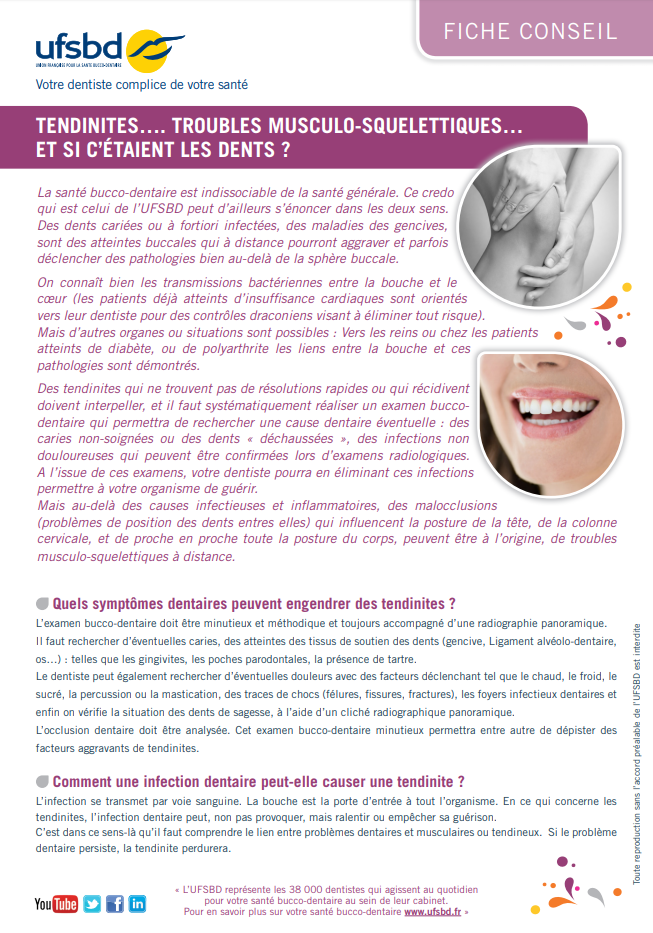 FICHE CONSEIL
ufsbd
UNION FRANÇAISE POUR LA SANTÉ BUCCO-DENTAIRE
Votre dentiste complice de votre santé
TENDINITES.... TROUBLES MUSCULO-SQUELETTIQUES...
ET SI C'ÉTAIENT LES DENTS ?
La santé bucco-dentaire est indissociable de la santé générale. Ce credo
qui est celui de l'UFSBD peut d'ailleurs s'énoncer dans les deux sens.
Des dents cariées ou à fortiori infectées, des maladies des gencives,
sont des atteintes buccales qui à distance pourront aggraver et parfois
déclencher des pathologies bien au-delà de la sphère buccale.
On connaît bien les transmissions bactériennes entre la bouche et le
cœur (les patients déjà atteints d'insuffisance cardiaques sont orientés
vers leur dentiste pour des contrôles draconiens visant à éliminer tout risque).
Mais d'autres organes ou situations sont possibles : Vers les reins ou chez les patients
atteints de diabète, ou de polyarthrite les liens entre la bouche et ces
pathologies sont démontrés.
Des tendinites qui ne trouvent pas de résolutions rapides ou qui récidivent
doivent interpeller, et il faut systématiquement réaliser un examen bucco-
dentaire qui permettra de rechercher une cause dentaire éventuelle : des
caries non-soignées ou des dents « déchaussées », des infections non
douloureuses qui peuvent être confirmées lors d'examens radiologiques.
A l'issue de ces examens, votre dentiste pourra en éliminant ces infections
permettre à votre organisme de guérir.
Mais au-delà des causes infectieuses et inflammatoires, des malocclusions
(problèmes de position des dents entres elles) qui influencent la posture de la tête, de la colonne
cervicale, et de proche en proche toute la posture du corps, peuvent être à l'origine, de troubles
musculo-squelettiques à distance.
Quels symptômes dentaires peuvent engendrer des tendinites ?
L'examen bucco-dentaire doit être minutieux et méthodique et toujours accompagné d'une radiographie panoramique.
Il faut rechercher d'éventuelles caries, des atteintes des tissus de soutien des dents (gencive, Ligament alvéolo-dentaire,
os...) : telles que les gingivites, les poches parodontales, la présence de tartre.
Le dentiste peut également rechercher d'éventuelles douleurs avec des facteurs déclenchant tel que le chaud, le froid, le
sucré, la percussion ou la mastication, des traces de chocs (fêlures, fissures, fractures), les foyers infectieux dentaires et
enfin on vérifie la situation des dents de sagesse, à l'aide d'un cliché radiographique panoramique.
L'occlusion dentaire doit être analysée. Cet examen bucco-dentaire minutieux permettra entre autre de dépister des
facteurs aggravants de tendinites.
Comment une infection dentaire peut-elle causer une tendinite ?
L'infection se transmet par voie sanguine. La bouche est la porte d'entrée à tout l'organisme. En ce qui concerne les
tendinites, l'infection dentaire peut, non pas provoquer, mais ralentir ou empêcher sa guérison.
C'est dans ce sens-là qu'il faut comprendre le lien entre problèmes dentaires et musculaires ou tendineux. Si le problème
dentaire persiste, la tendinite perdurera.
Toute reproduction sans l'accord préalable de l'UFSBD est interdite
YouTube f in
« L'UFSBD représente les 38 000 dentistes qui agissent au quotidien
pour votre santé bucco-dentaire au sein de leur cabinet.
Pour en savoir plus sur votre santé bucco-dentaire www.ufsbd.fr »